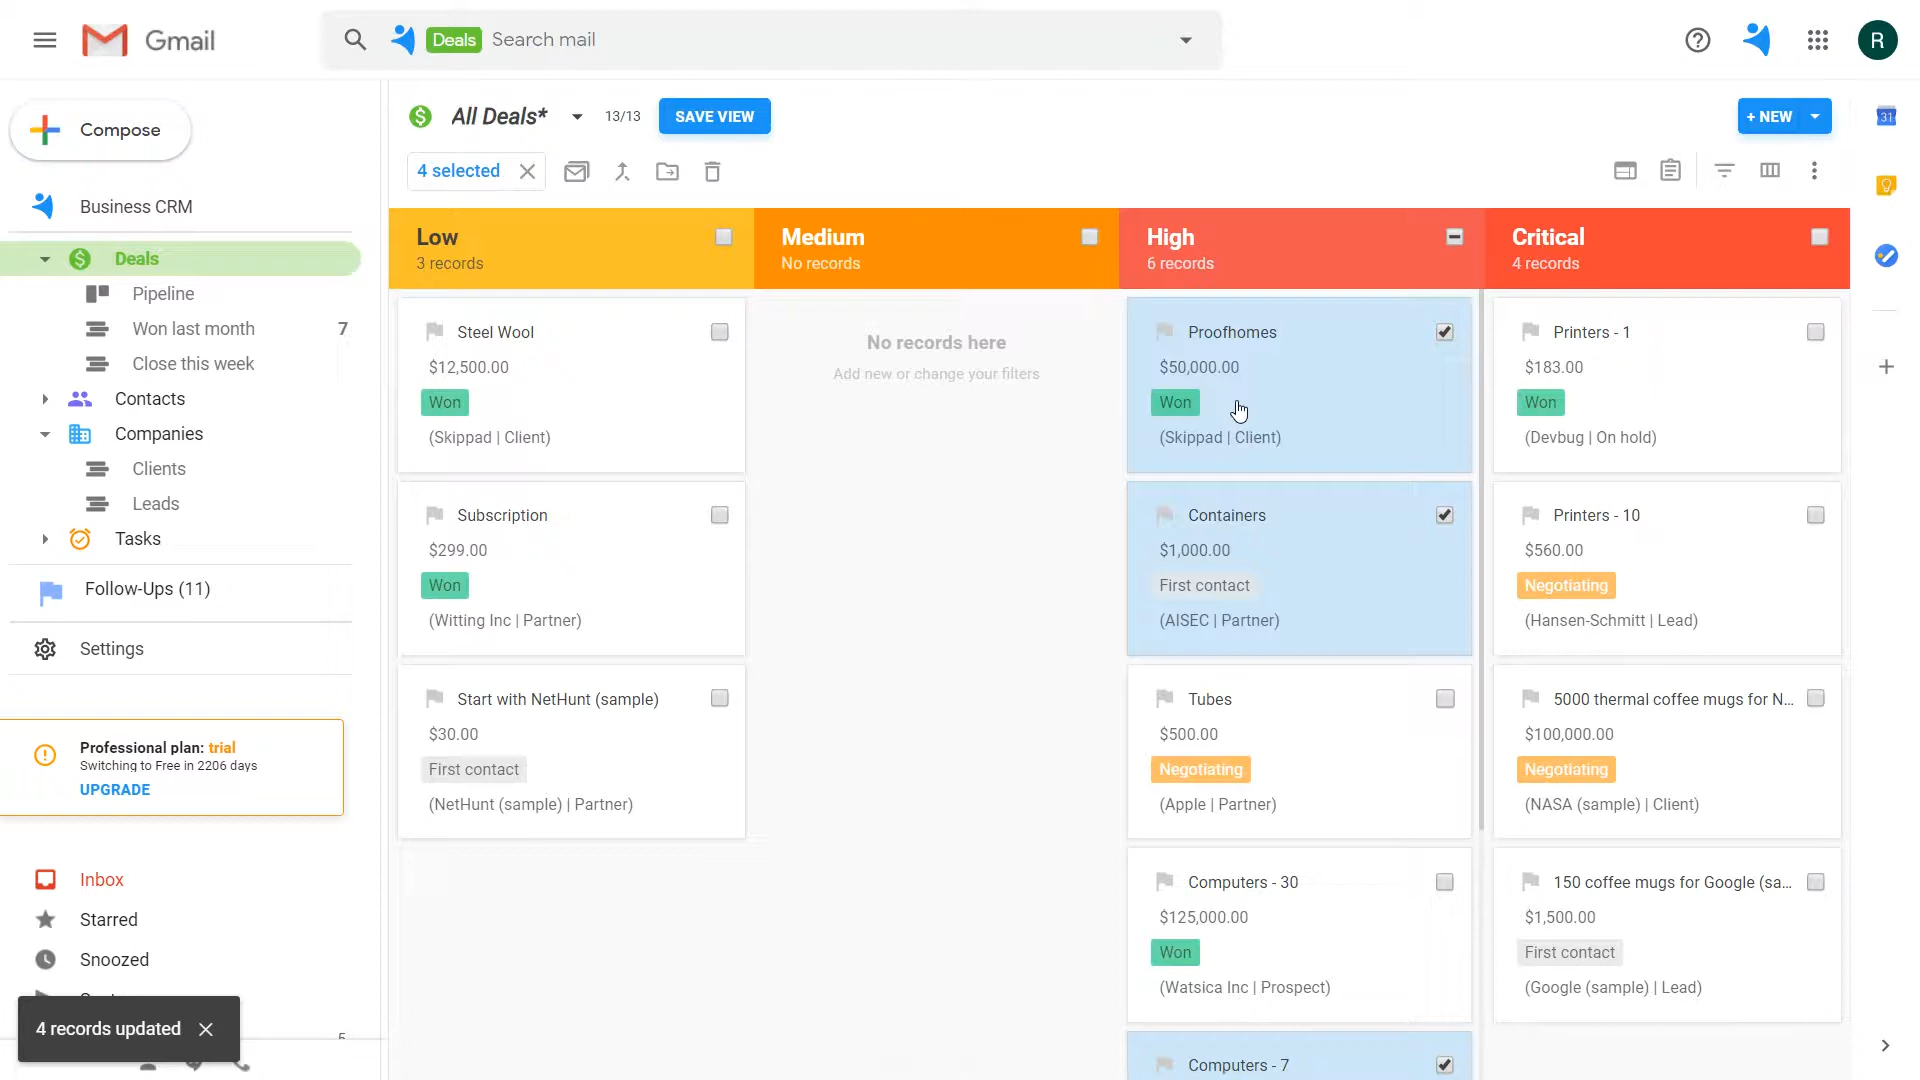 Gmail
Deals Search mail
R
Compose
Business CRM
Deals
Pipeline
Won last month 7
Close this week
Contacts
Companies
Clients
Leads
Tasks
Follow-Ups (11)
Settings
Professional plan: trial
Switching to Free in 2206 days
UPGRADE
Inbox
Starred
Snoozed
4 records updated
All Deals* 13/13 SAVE VIEW
+ NEW
31
4 selected
Low
3 records
Steel Wool
$12,500.00
Won
(Skippad | Client)
Subscription
$299.00
Won
(Witting Inc | Partner)
Start with NetHunt (sample)
$30.00
First contact
(NetHunt (sample) | Partner)
Medium
No records
No records here
Add new or change your filters
High
6 records
Proofhomes
$50,000.00
Won
(Skippad | Client)
Containers
$1,000.00
First contact
(AISEC | Partner)
Tubes
$500.00
Negotiating
(Apple | Partner)
Computers - 30
$125,000.00
Won
(Watsica Inc | Prospect)
Computers - 7
Critical
4 records
Printers - 1
$183.00
Won
(Devbug | On hold)
Printers - 10
$560.00
Negotiating
(Hansen-Schmitt | Lead)
5000 thermal coffee mugs for N...
$100,000.00
Negotiating
(NASA (sample) | Client)
150 coffee mugs for Google (sa...
$1,500.00
First contact
(Google (sample) | Lead)